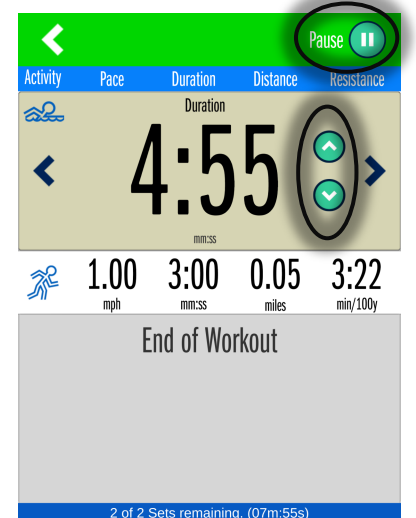 Pause
Activity Pace Duration Distance Resistance
Duration
4:55
mm:ss
1.00 3:00 0.05 3:22
mph mm:ss miles min/100y
End of Workout
2 of 2 Sets remaining. (07m:55s)